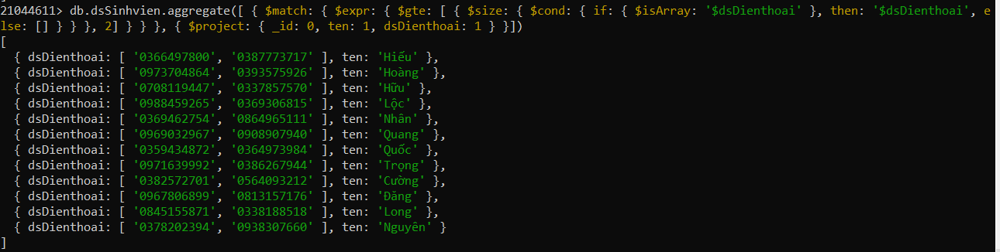 21044611> db.dsSinhvien.aggregate([ { $match: { $expr: { $gte: [ { $size: { $cond: { if: { $isArray: '$dsDienthoai' }, then: '$dsDienthoai', e
lse: [] } } }, 2] } } }, { $project: { _id: 0, ten: 1, dsDienthoai: 1 } }])
[
  { dsDienthoai: [ '0366497800', '0387773717' ], ten: 'Hiếu' },
  { dsDienthoai: [ '0973704864', '0393575926' ], ten: 'Hoàng' },
  { dsDienthoai: [ '0708119447', '0337857570' ], ten: 'Hữu' },
  { dsDienthoai: [ '0988459265', '0369306815' ], ten: 'Lộc' },
  { dsDienthoai: [ '0369462754', '0864965111' ], ten: 'Nhân' },
  { dsDienthoai: [ '0969032967', '0908907940' ], ten: 'Quang' },
  { dsDienthoai: [ '0359434872', '0364973984' ], ten: 'Quốc' },
  { dsDienthoai: [ '0971639992', '0386267944' ], ten: 'Trọng' },
  { dsDienthoai: [ '0382572701', '0564093212' ], ten: 'Cường' },
  { dsDienthoai: [ '0967806899', '0813157176' ], ten: 'Đăng' },
  { dsDienthoai: [ '0845155871', '0338188518' ], ten: 'Long' },
  { dsDienthoai: [ '0378202394', '0938307660' ], ten: 'Nguyên' }
]